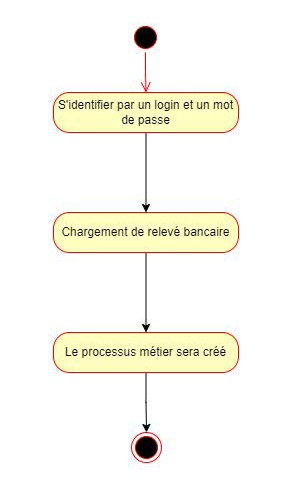 S'identifier par un login et un mot
de passe
Chargement de relevé bancaire
Le processus métier sera créé